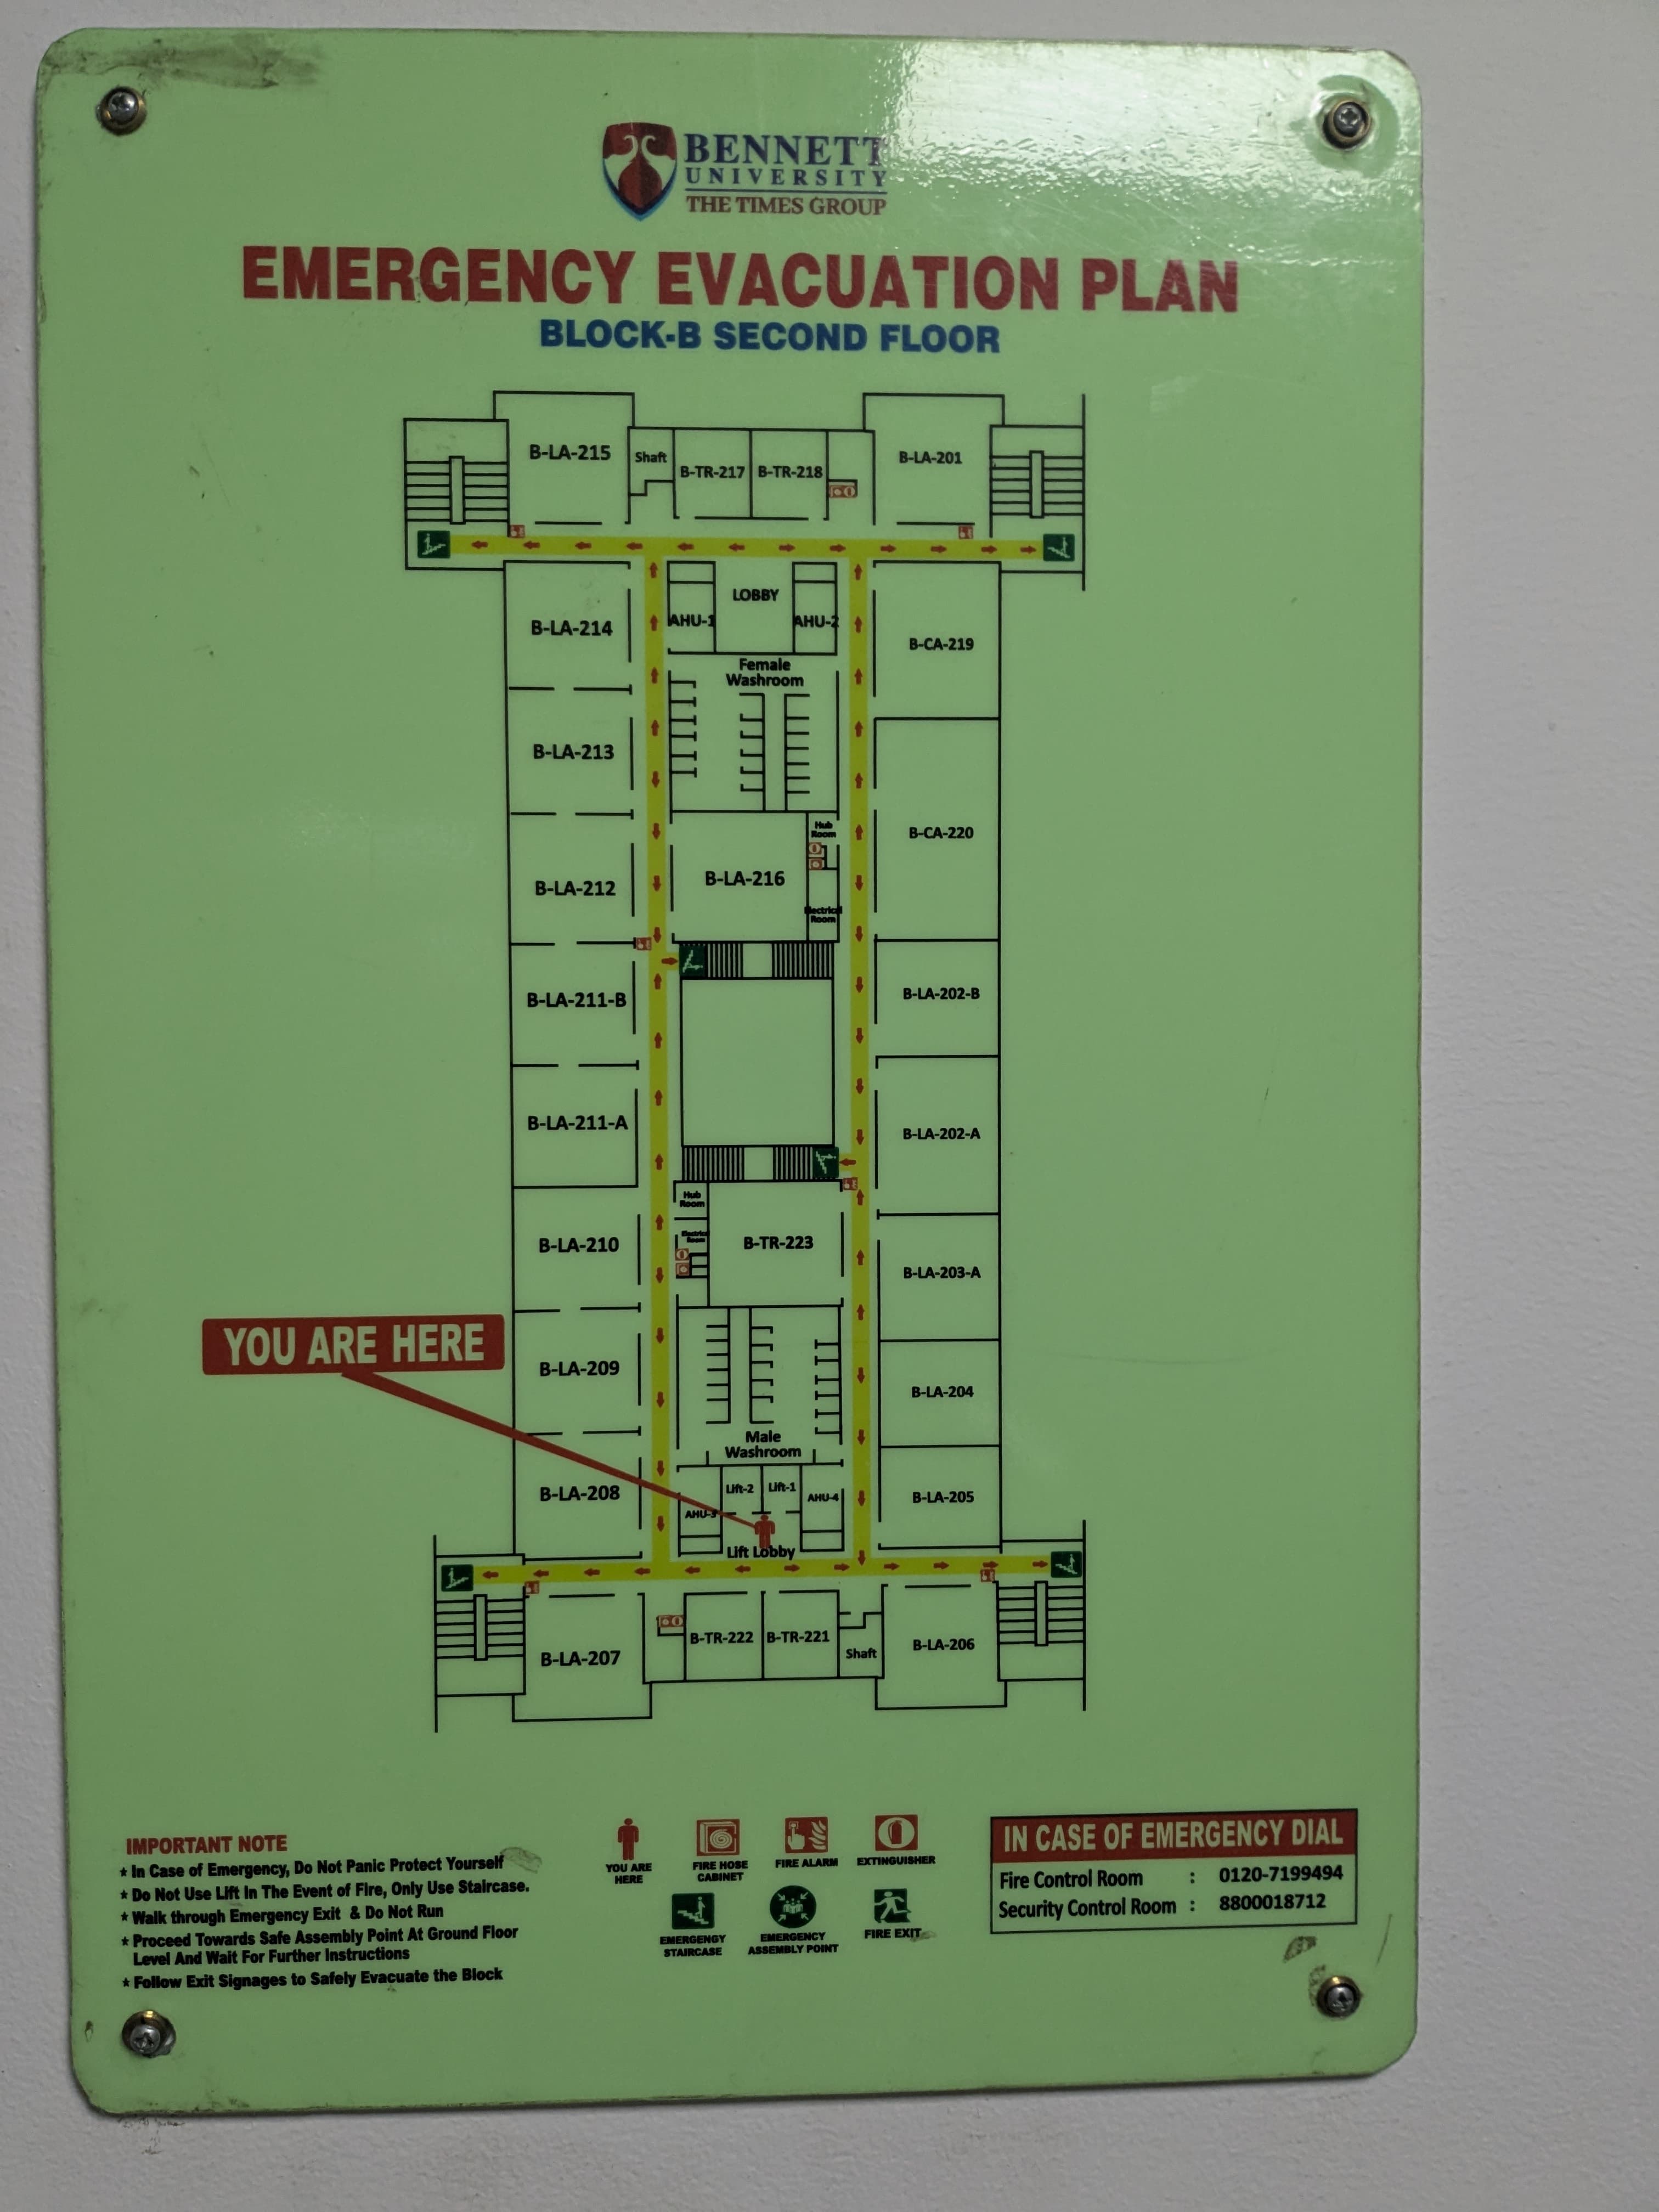 BENNETT
UNIVERSITY
THE TIMES GROUP
EMERGENCY EVACUATION PLAN
BLOCK-B SECOND FLOOR
B-LA-215
Shaft
B-TR-217
B-TR-218
B-LA-201
B-LA-214
AHU-1
LOBBY
AHU-2
B-CA-219
Female
Washroom
B-LA-213
Hub
Room
B-CA-220
B-LA-212
B-LA-216
Electrical
Room
B-LA-211-B
B-LA-202-B
B-LA-211-A
B-LA-202-A
Hub
Room
B-LA-210
Electrical
Room
B-TR-223
B-LA-203-A
YOU ARE HERE
B-LA-209
B-LA-204
Male
Washroom
B-LA-208
AHU-3
Lift-2
Lift-1
AHU-4
B-LA-205
Lift Lobby
B-LA-207
B-TR-222
B-TR-221
Shaft
B-LA-206
IMPORTANT NOTE
* In Case of Emergency, Do Not Panic Protect Yourself
* Do Not Use Lift In The Event of Fire, Only Use Staircase.
* Walk through Emergency Exit & Do Not Run
* Proceed Towards Safe Assembly Point At Ground Floor
Level And Wait For Further Instructions
* Follow Exit Signages to Safely Evacuate the Block
YOU ARE
HERE
FIRE HOSE
CABINET
FIRE ALARM
EXTINGUISHER
EMERGENGY
STAIRCASE
EMERGENCY
ASSEMBLY POINT
FIRE EXIT
IN CASE OF EMERGENCY DIAL
Fire Control Room : 0120-7199494
Security Control Room : 8800018712